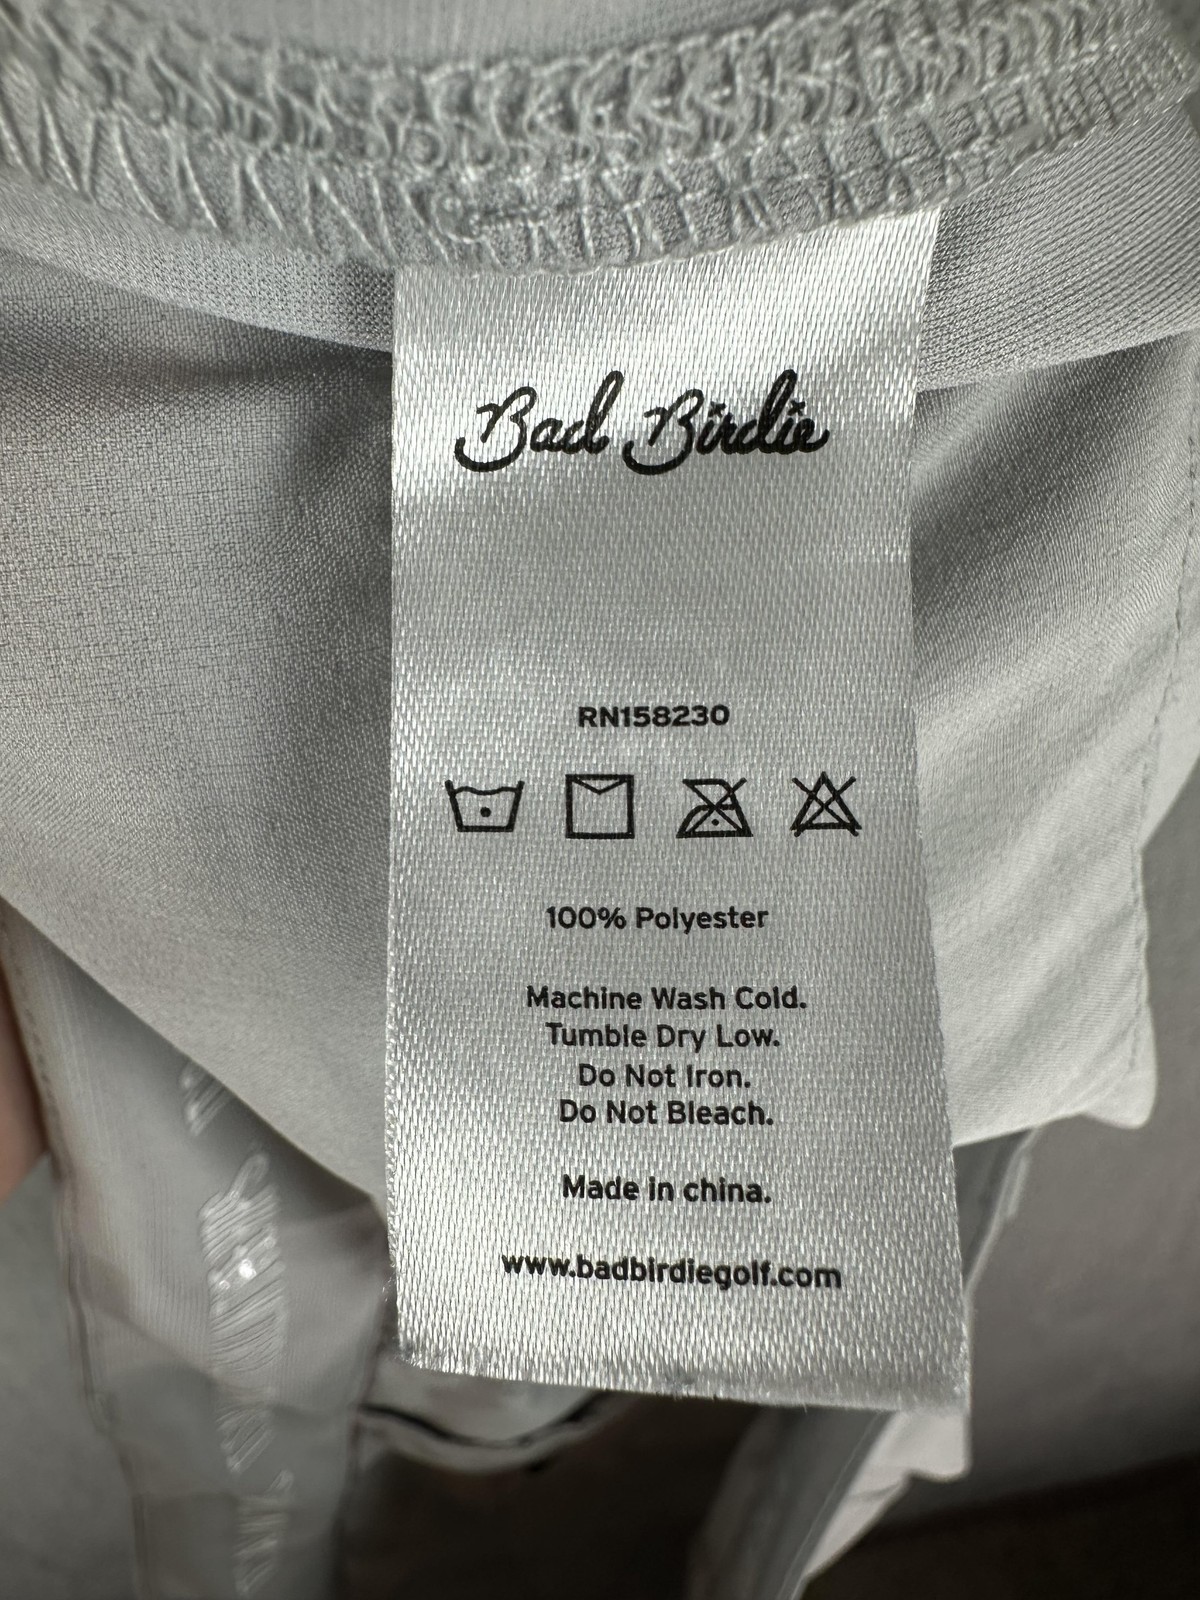 Bad Birdie
RN158230
100% Polyester
Machine Wash Cold.
Tumble Dry Low.
Do Not Iron.
Do Not Bleach.
Made in china.
www.badbirdiegolf.com